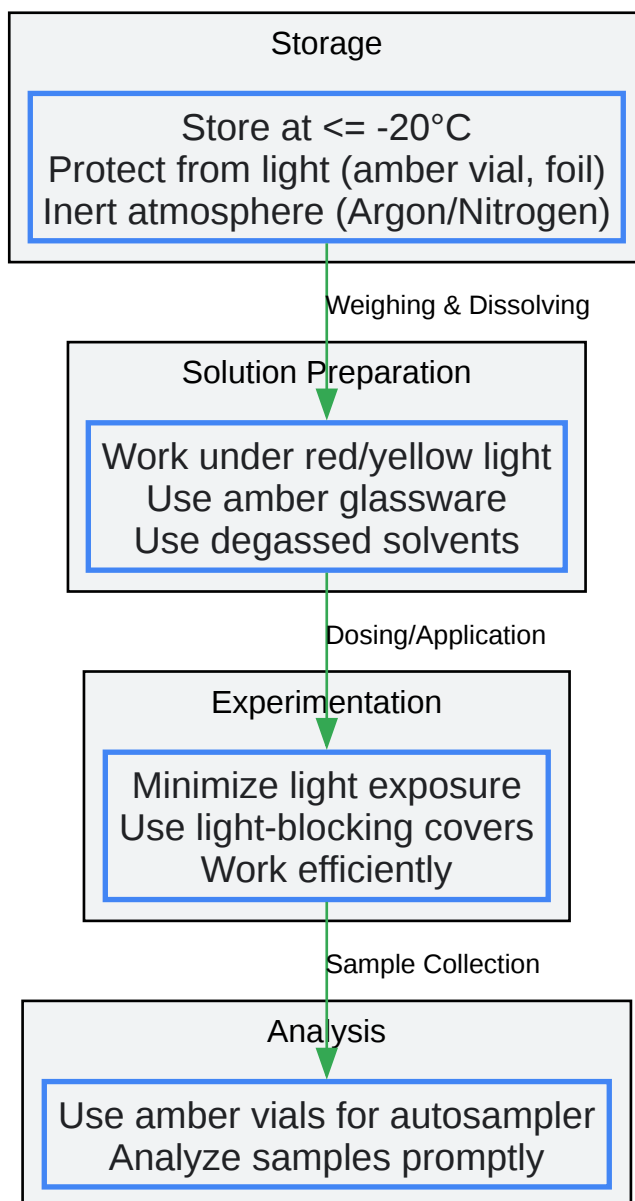 Storage
Store at <= -20°C
Protect from light (amber vial, foil)
Inert atmosphere (Argon/Nitrogen)
Weighing & Dissolving
Solution Preparation
Work under red/yellow light
Use amber glassware
Use degassed solvents
Dosing/Application
Experimentation
Minimize light exposure
Use light-blocking covers
Work efficiently
Sample Collection
Analysis
Use amber vials for autosampler
Analyze samples promptly